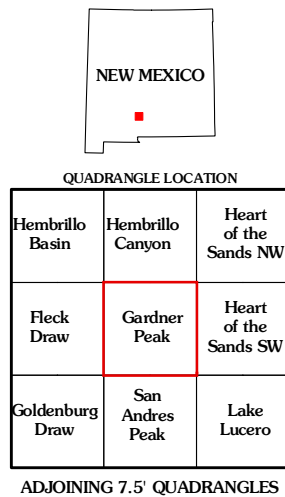 NEW MEXICO
QUADRANGLE LOCATION
Hembrillo
Basin
Hembrillo
Canyon
Heart
of the
Sands NW
Fleck
Draw
Gardner
Peak
Heart
of the
Sands SW
Goldenburg
Draw
San
Andres
Peak
Lake
Lucero
ADJOINING 7.5' QUADRANGLES